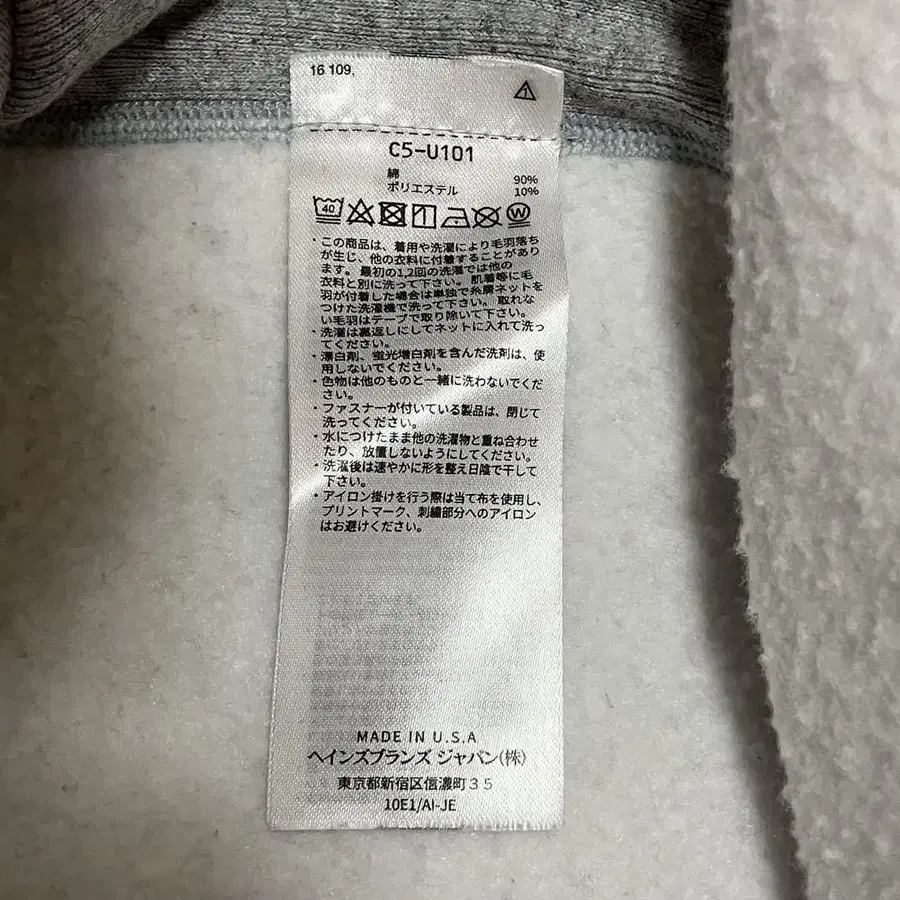 16 109,
C5-U101
綿 90%
ポリエステル 10%
40 W
・この商品は、着用や洗濯により毛羽落ち
が生じ、他の衣料に付着することがあり
ます。最初の1,2回の洗濯では他の
衣料と別に洗って下さい。肌着等に毛
羽が付着した場合は単独で糸屑ネットを
つけた洗濯機で洗って下さい。取れな
い毛羽はテープで取り除いて下さい。
・洗濯は裏返しにしてネットに入れて洗っ
てください。
・漂白剤、蛍光増白剤を含んだ洗剤は、使
用しないでください。
・色物は他のものと一緒に洗わないでくだ
さい。
・ファスナーが付いている製品は、閉じて
洗ってください。
・水につけたまま他の洗濯物と重ね合わせ
たり、放置しないようにしてください。
・洗濯後は速やかに形を整え日陰で干して
下さい。
・アイロン掛けを行う際は当て布を使用し、
プリントマーク、刺繍部分へのアイロン
はお避けください。
MADE IN U.S.A
ヘインズブランズ ジャパン(株)
東京都新宿区信濃町35
10E1/AI-JE